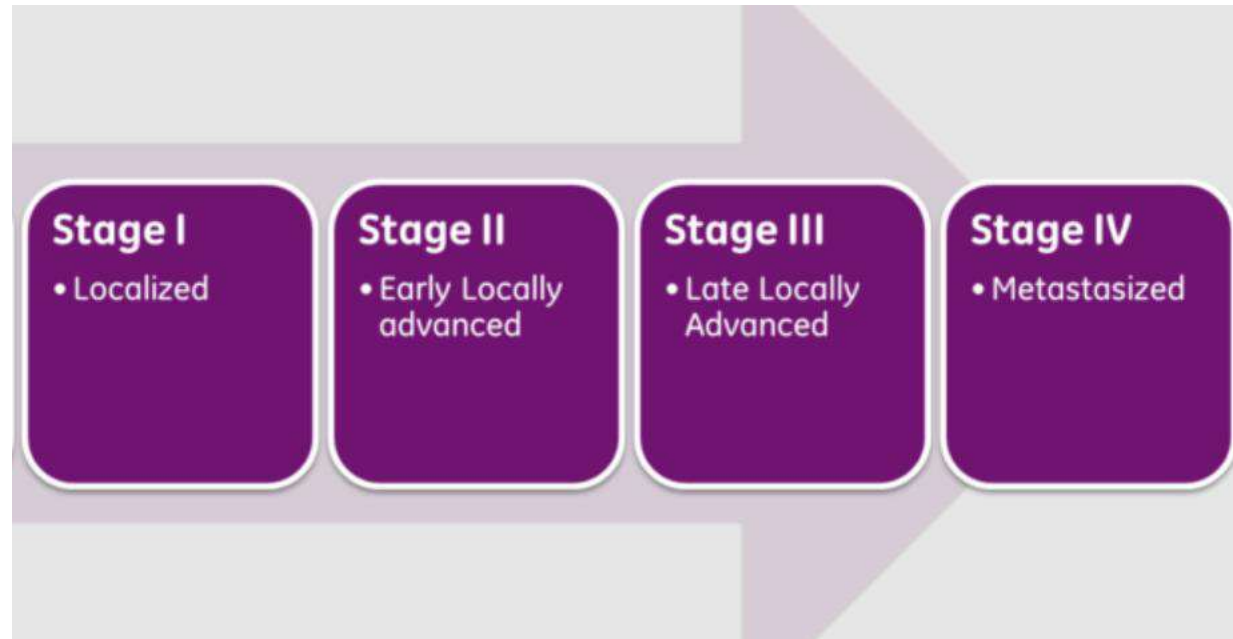 Stage I
• Localized
Stage II
• Early Locally
advanced
Stage III
• Late Locally
Advanced
Stage IV
• Metastasized